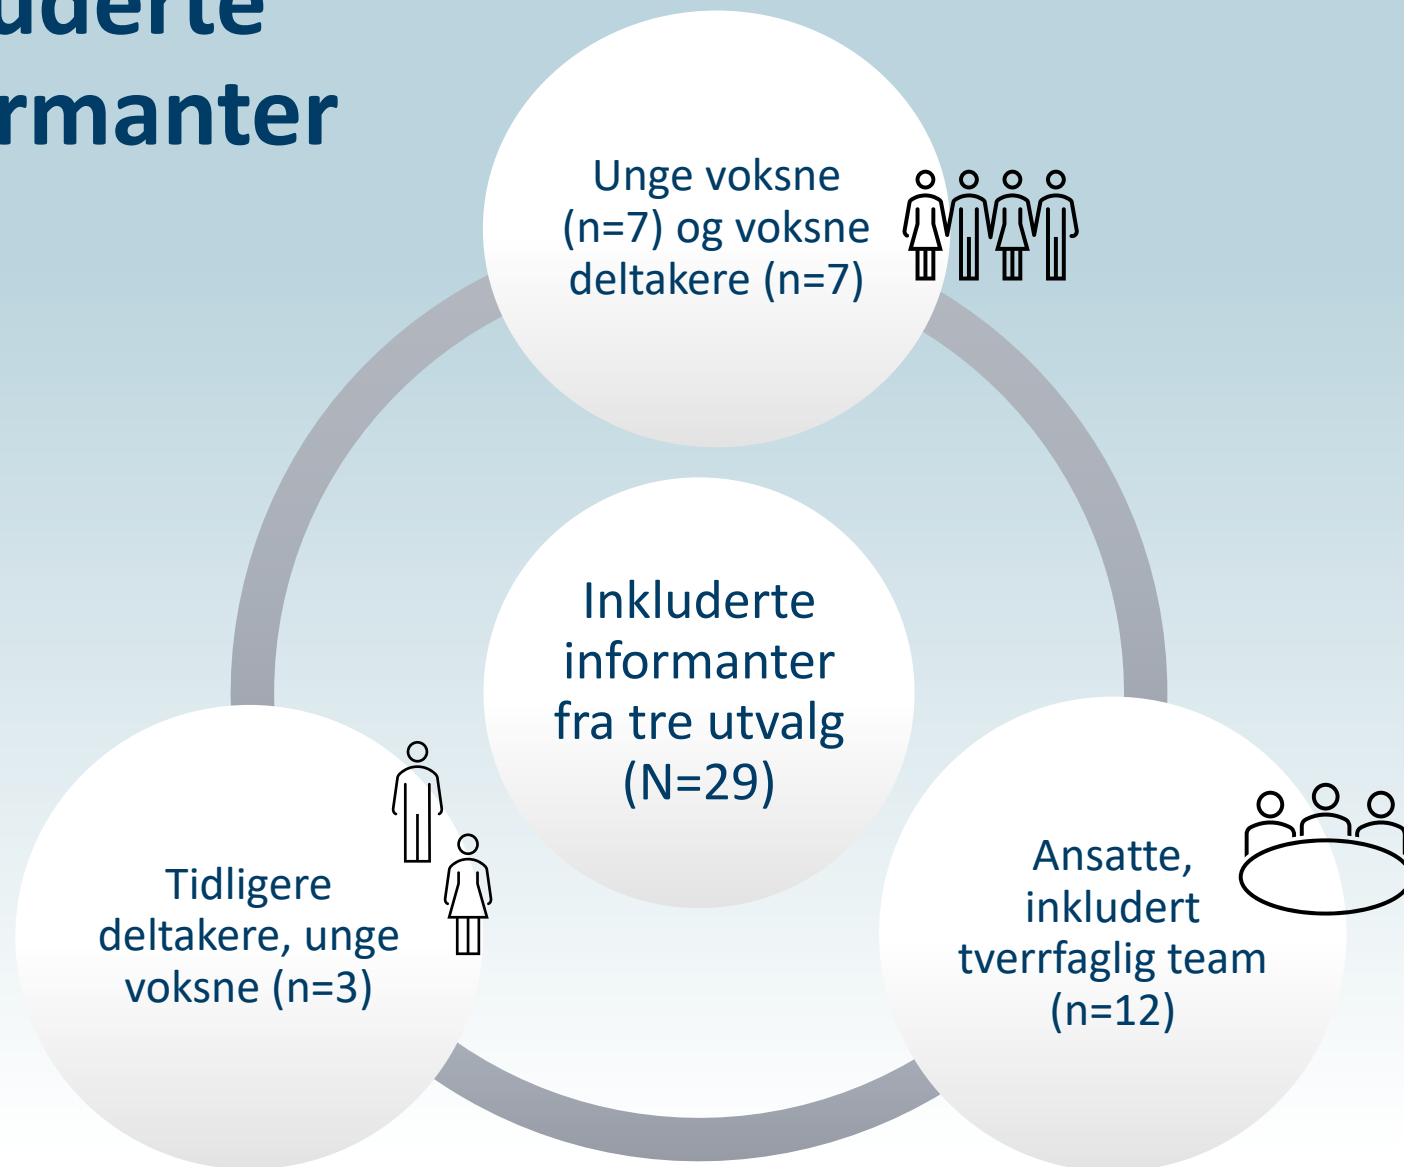 uderte
rmanter
Unge voksne
(n=7) og voksne
deltakere (n=7)
Inkluderte
informanter
fra tre utvalg
(N=29)
Tidligere
deltakere, unge
voksne (n=3)
Ansatte,
inkludert
tverrfaglig team
(n=12)